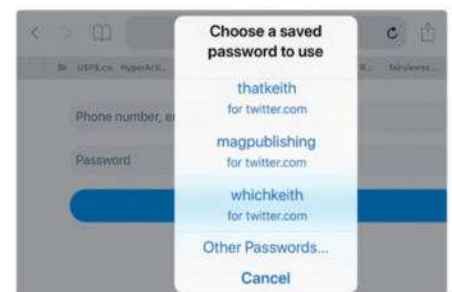 Choose a saved
password to use
USPS.co HyperActi...
thatkeith
for twitter.com
Phone number, e
magpublishing
for twitter.com
Password
whichkeith
for twitter.com
Other Passwords...
Cancel